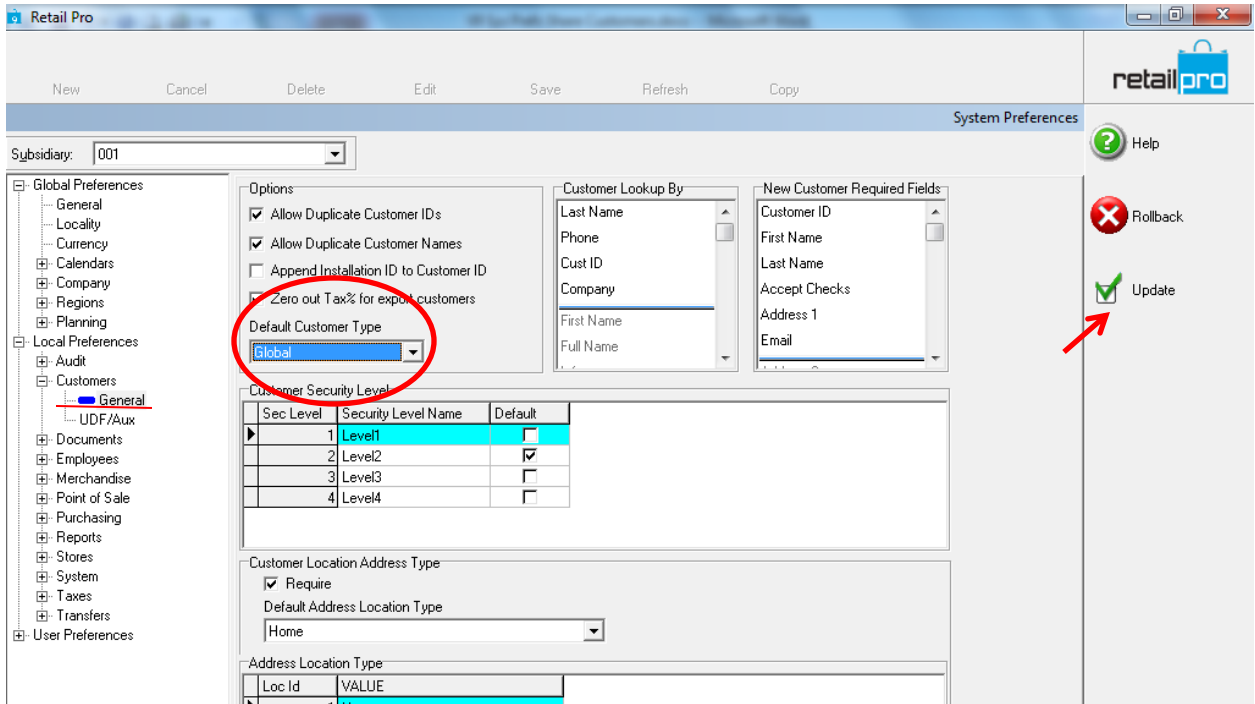 Retail Pro
New Cancel Delete Edit Save Refresh Copy
retailpro
System Preferences
Subsidiary: 001
Help
Rollback
Update
Global Preferences
General
Locality
Currency
Calendars
Company
Regions
Planning
Local Preferences
Audit
Customers
General
UDF/Aux
Documents
Employees
Merchandise
Point of Sale
Purchasing
Reports
Stores
System
Taxes
Transfers
User Preferences
Options
Allow Duplicate Customer IDs
Allow Duplicate Customer Names
Append Installation ID to Customer ID
Zero out Tax% for export customers
Default Customer Type
Global
Customer Lookup By
Last Name
Phone
Cust ID
Company
First Name
Full Name
New Customer Required Fields
Customer ID
First Name
Last Name
Accept Checks
Address 1
Email
Customer Security Level
Sec Level Security Level Name Default
1 Level1
2 Level2
3 Level3
4 Level4
Customer Location Address Type
Require
Default Address Location Type
Home
Address Location Type
Loc Id VALUE